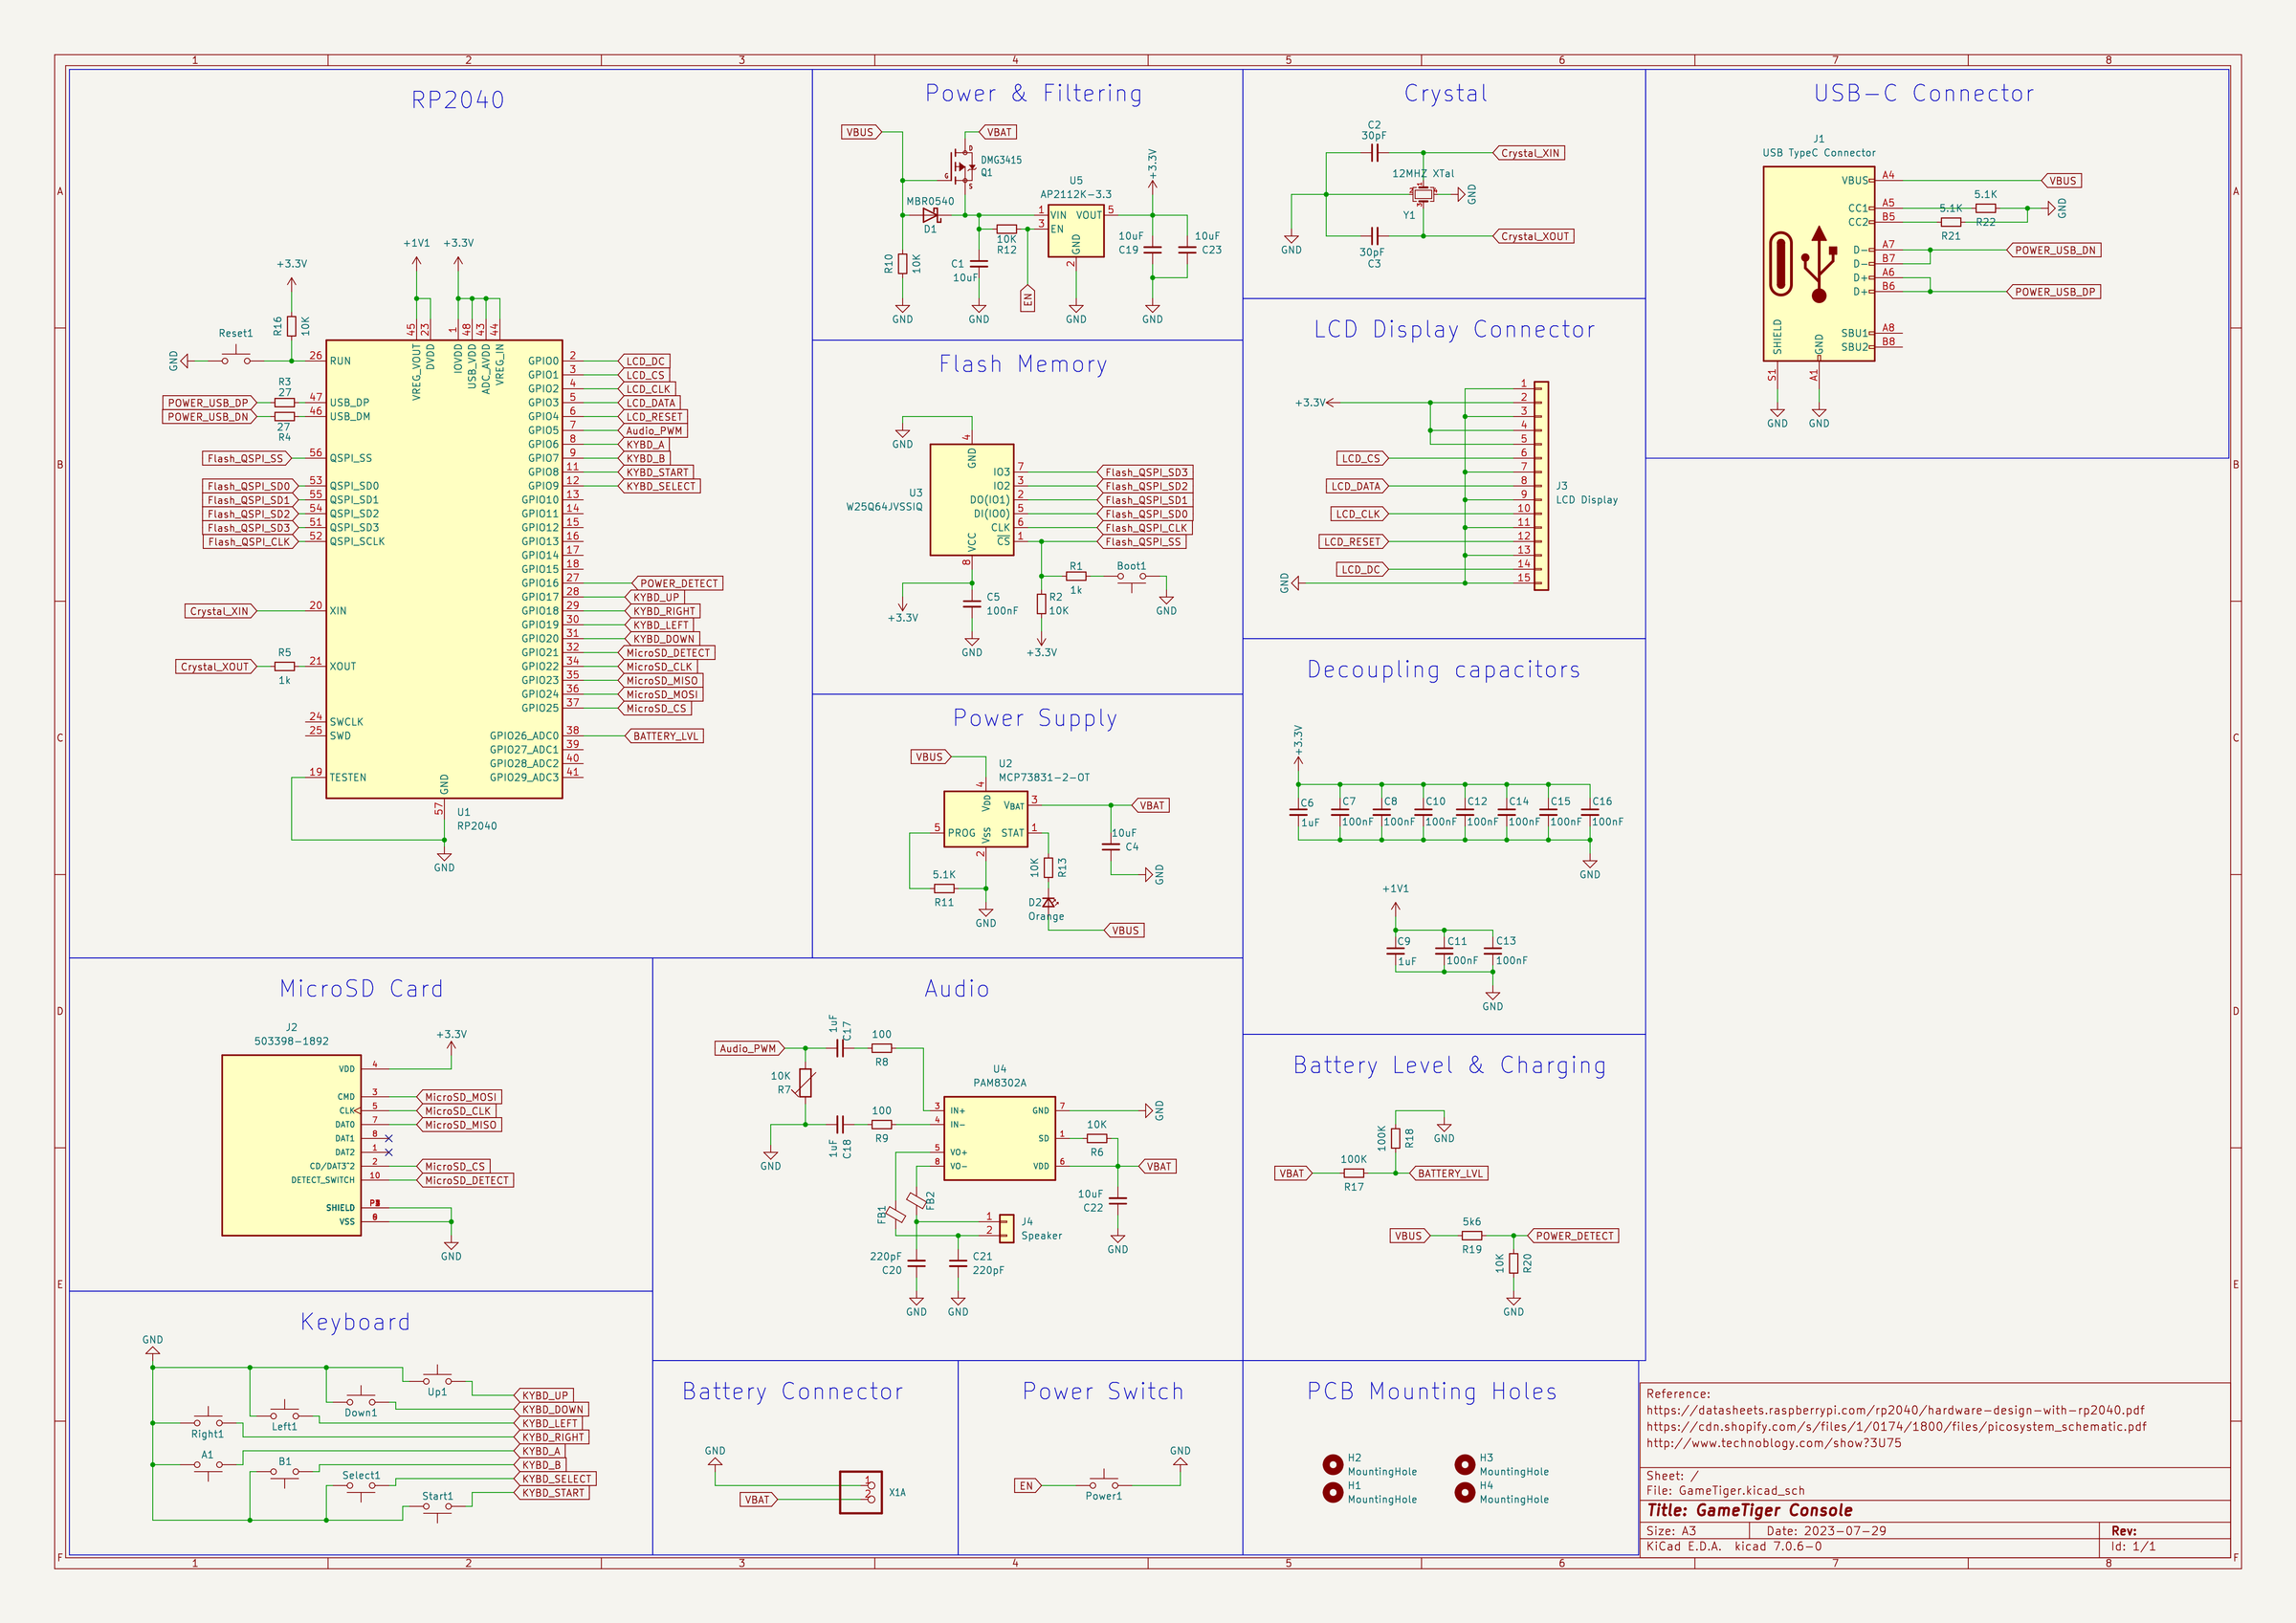 1 2 3 4 5 6 7 8
A
B
C
D
E
F
RP2040
+3.3V
R16
10K
Reset1
GND
+1V1
+3.3V
45 VREG_VOUT
23 DVDD
1 IOVDD
48 USB_VDD
43 ADC_AVDD
44 VREG_IN
26 RUN
R3
27
POWER_USB_DP 47 USB_DP
POWER_USB_DN 46 USB_DM
27
R4
Flash_QSPI_SS 56 QSPI_SS
Flash_QSPI_SD0 53 QSPI_SD0
Flash_QSPI_SD1 55 QSPI_SD1
Flash_QSPI_SD2 54 QSPI_SD2
Flash_QSPI_SD3 51 QSPI_SD3
Flash_QSPI_CLK 52 QSPI_SCLK
Crystal_XIN 20 XIN
R5
Crystal_XOUT 21 XOUT
1k
24 SWCLK
25 SWD
19 TESTEN
GND 57
GND
U1
RP2040
GPIO0 2 LCD_DC
GPIO1 3 LCD_CS
GPIO2 4 LCD_CLK
GPIO3 5 LCD_DATA
GPIO4 6 LCD_RESET
GPIO5 7 Audio_PWM
GPIO6 8 KYBD_A
GPIO7 9 KYBD_B
GPIO8 11 KYBD_START
GPIO9 12 KYBD_SELECT
GPIO10 13
GPIO11 14
GPIO12 15
GPIO13 16
GPIO14 17
GPIO15 18
GPIO16 27 POWER_DETECT
GPIO17 28 KYBD_UP
GPIO18 29 KYBD_RIGHT
GPIO19 30 KYBD_LEFT
GPIO20 31 KYBD_DOWN
GPIO21 32 MicroSD_DETECT
GPIO22 34 MicroSD_CLK
GPIO23 35 MicroSD_MISO
GPIO24 36 MicroSD_MOSI
GPIO25 37 MicroSD_CS
GPIO26_ADC0 38 BATTERY_LVL
GPIO27_ADC1 39
GPIO28_ADC2 40
GPIO29_ADC3 41
Power & Filtering
VBUS
VBAT
D
G
S
DMG3415
Q1
MBR0540
D1
R10
10K
GND
C1
10uF
GND
10K
R12
EN
U5
AP2112K-3.3
1 VIN
VOUT 5
3 EN
GND
2
GND
+3.3V
10uF
C19
10uF
C23
GND
Crystal
C2
30pF
Crystal_XIN
12MHZ XTal
1
2
3
GND
Y1
GND
Crystal_XOUT
30pF
C3
USB-C Connector
J1
USB TypeC Connector
VBUS A4 VBUS
5.1K
CC1 A5
5.1K
GND
CC2 B5
R22
R21
D- A7 POWER_USB_DN
D- B7
D+ A6
D+ B6 POWER_USB_DP
SBU1 A8
SBU2 B8
SHIELD
GND
S1
A1
GND
GND
Flash Memory
GND
4
GND
U3
W25Q64JVSSIQ
IO3 7 Flash_QSPI_SD3
IO2 3 Flash_QSPI_SD2
DO(IO1) 2 Flash_QSPI_SD1
DI(IO0) 5 Flash_QSPI_SD0
CLK 6 Flash_QSPI_CLK
CS 1 Flash_QSPI_SS
VCC
8
+3.3V
C5
100nF
GND
R1
1k
Boot1
GND
R2
10K
+3.3V
LCD Display Connector
1
+3.3V 2
3
4
5
LCD_CS 6
7
LCD_DATA 8
9
LCD_CLK 10
11
LCD_RESET 12
13
LCD_DC 14
GND 15
J3
LCD Display
Power Supply
VBUS
U2
MCP73831-2-OT
4
VDD
VBAT 3 VBAT
5 PROG
VSS
STAT 1
2
5.1K
R11
GND
10K
R13
D2
Orange
VBUS
10uF
C4
GND
Decoupling capacitors
+3.3V
C6 C7 C8 C10 C12 C14 C15 C16
1uF 100nF 100nF 100nF 100nF 100nF 100nF 100nF
GND
+1V1
C9 C11 C13
1uF 100nF 100nF
GND
MicroSD Card
J2
503398-1892
+3.3V
VDD 4
CMD 3 MicroSD_MOSI
CLK 5 MicroSD_CLK
DAT0 7 MicroSD_MISO
DAT1 8
DAT2 1
CD/DAT3~2 2 MicroSD_CS
DETECT_SWITCH 10 MicroSD_DETECT
SHIELD
VSS
GND
Audio
Audio_PWM
1uF
C17
100
R8
10K
R7
100
R9
1uF
C18
GND
U4
PAM8302A
3 IN+
GND 7
GND
4 IN-
SD 1
10K
R6
5 VO+
8 VO-
VDD 6
VBAT
FB1
FB2
10uF
C22
GND
1
2
J4
Speaker
220pF
C20
C21
220pF
GND
GND
Battery Level & Charging
100K
R18
GND
100K
VBAT BATTERY_LVL
R17
5k6
VBUS POWER_DETECT
R19
10K
R20
GND
Keyboard
GND
Up1
KYBD_UP
Down1
KYBD_DOWN
Left1
KYBD_LEFT
Right1
KYBD_RIGHT
A1
KYBD_A
B1
KYBD_B
Select1
KYBD_SELECT
Start1
KYBD_START
Battery Connector
GND
1
2
VBAT
X1A
Power Switch
GND
EN
Power1
PCB Mounting Holes
H2
MountingHole
H3
MountingHole
H1
MountingHole
H4
MountingHole
Reference:
https://datasheets.raspberrypi.com/rp2040/hardware-design-with-rp2040.pdf
https://cdn.shopify.com/s/files/1/0174/1800/files/picosystem_schematic.pdf
http://www.technoblogy.com/show?3U75
Sheet: /
File: GameTiger.kicad_sch
Title: GameTiger Console
Size: A3 Date: 2023-07-29 Rev:
KiCad E.D.A. kicad 7.0.6-0 Id: 1/1
A
B
C
D
E
F
1 2 3 4 5 6 7 8